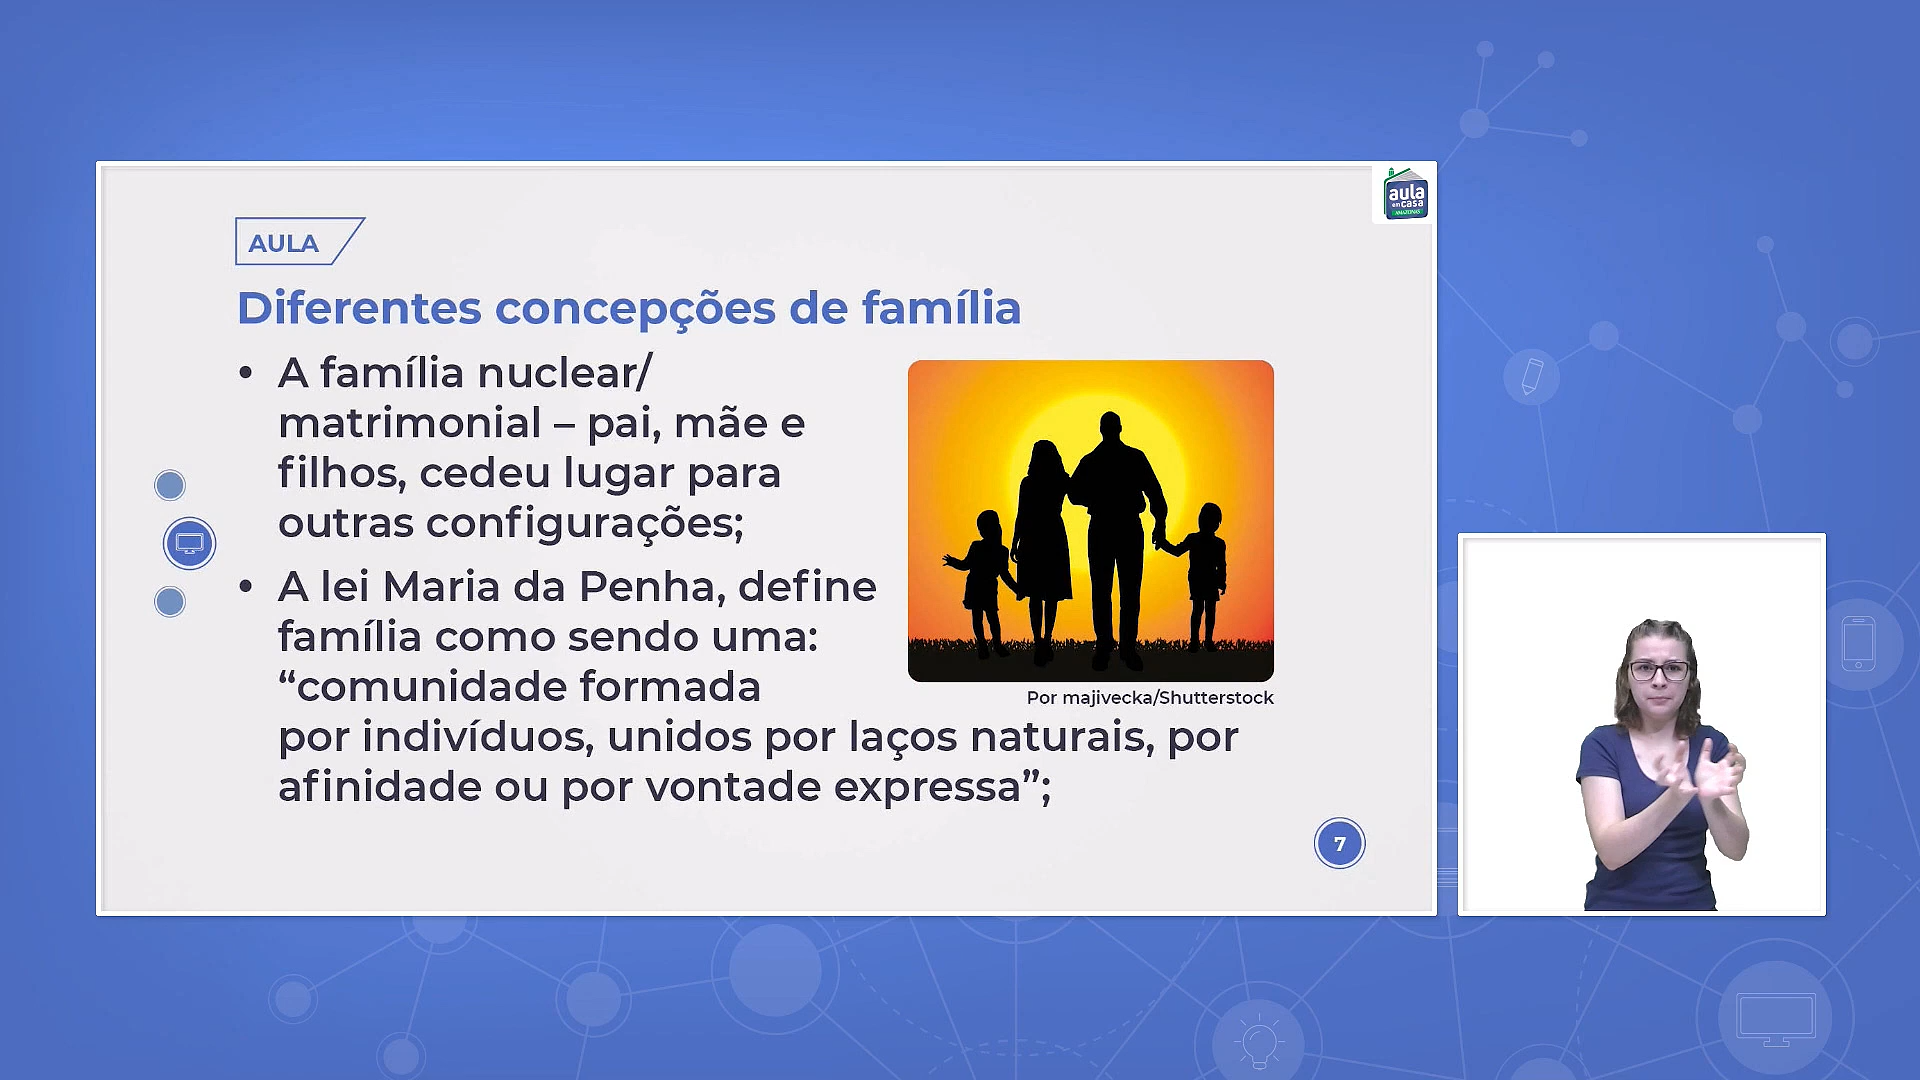 aula
em casa
AMAZONAS
AULA
Diferentes concepções de família
• A família nuclear/
matrimonial – pai, mãe e
filhos, cedeu lugar para
outras configurações;
• A lei Maria da Penha, define
família como sendo uma:
“comunidade formada
por indivíduos, unidos por laços naturais, por
afinidade ou por vontade expressa”;
Por majivecka/Shutterstock
7